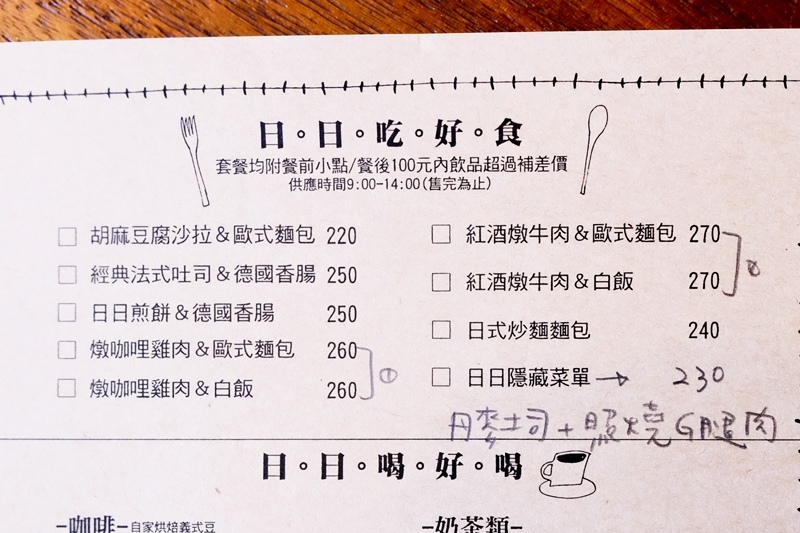 日。日。吃。好。食
套餐均附餐前小點/餐後100元內飲品超過補差價
供應時間9:00-14:00(售完為止)
□ 胡麻豆腐沙拉&歐式麵包 220
□ 經典法式吐司&德國香腸 250
□ 日日煎餅&德國香腸 250
□ 燉咖哩雞肉&歐式麵包 260
□ 燉咖哩雞肉&白飯 260
①
□ 紅酒燉牛肉&歐式麵包 270
□ 紅酒燉牛肉&白飯 270
□ 日式炒麵麵包 240
□ 日日隱藏菜單→ 230
丹麥土司+照燒G腿肉
日。日。喝。好。喝
-咖啡-自家烘焙義式豆
-奶茶類-